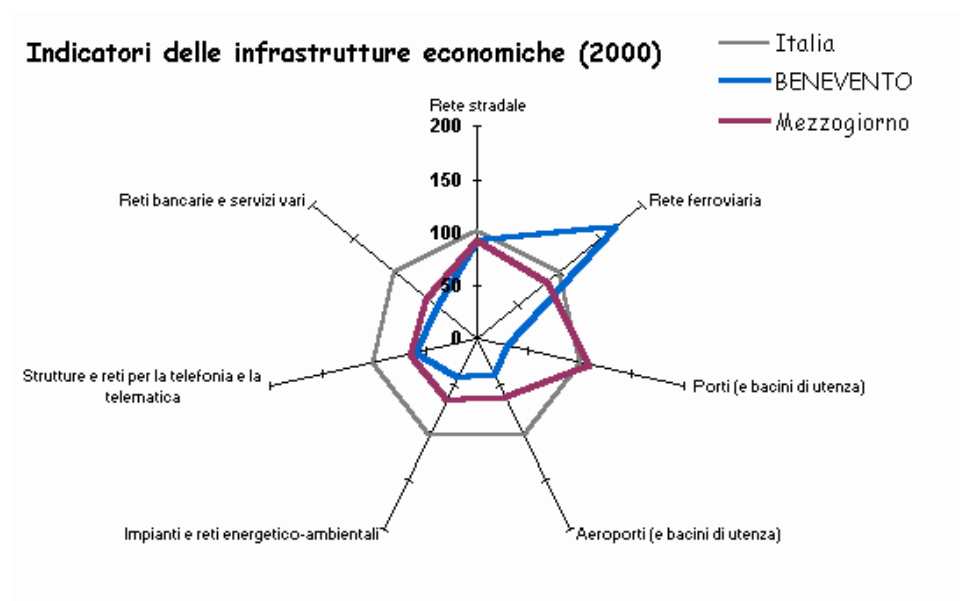 Indicatori delle infrastrutture economiche (2000)
Italia
BENEVENTO
Mezzogiorno
Rete stradale
200
150
100
50
0
Reti bancarie e servizi vari
Rete ferroviaria
Strutture e reti per la telefonia e la
telematica
Porti (e bacini di utenza)
Impianti e reti energetico-ambientali
Aeroporti (e bacini di utenza)